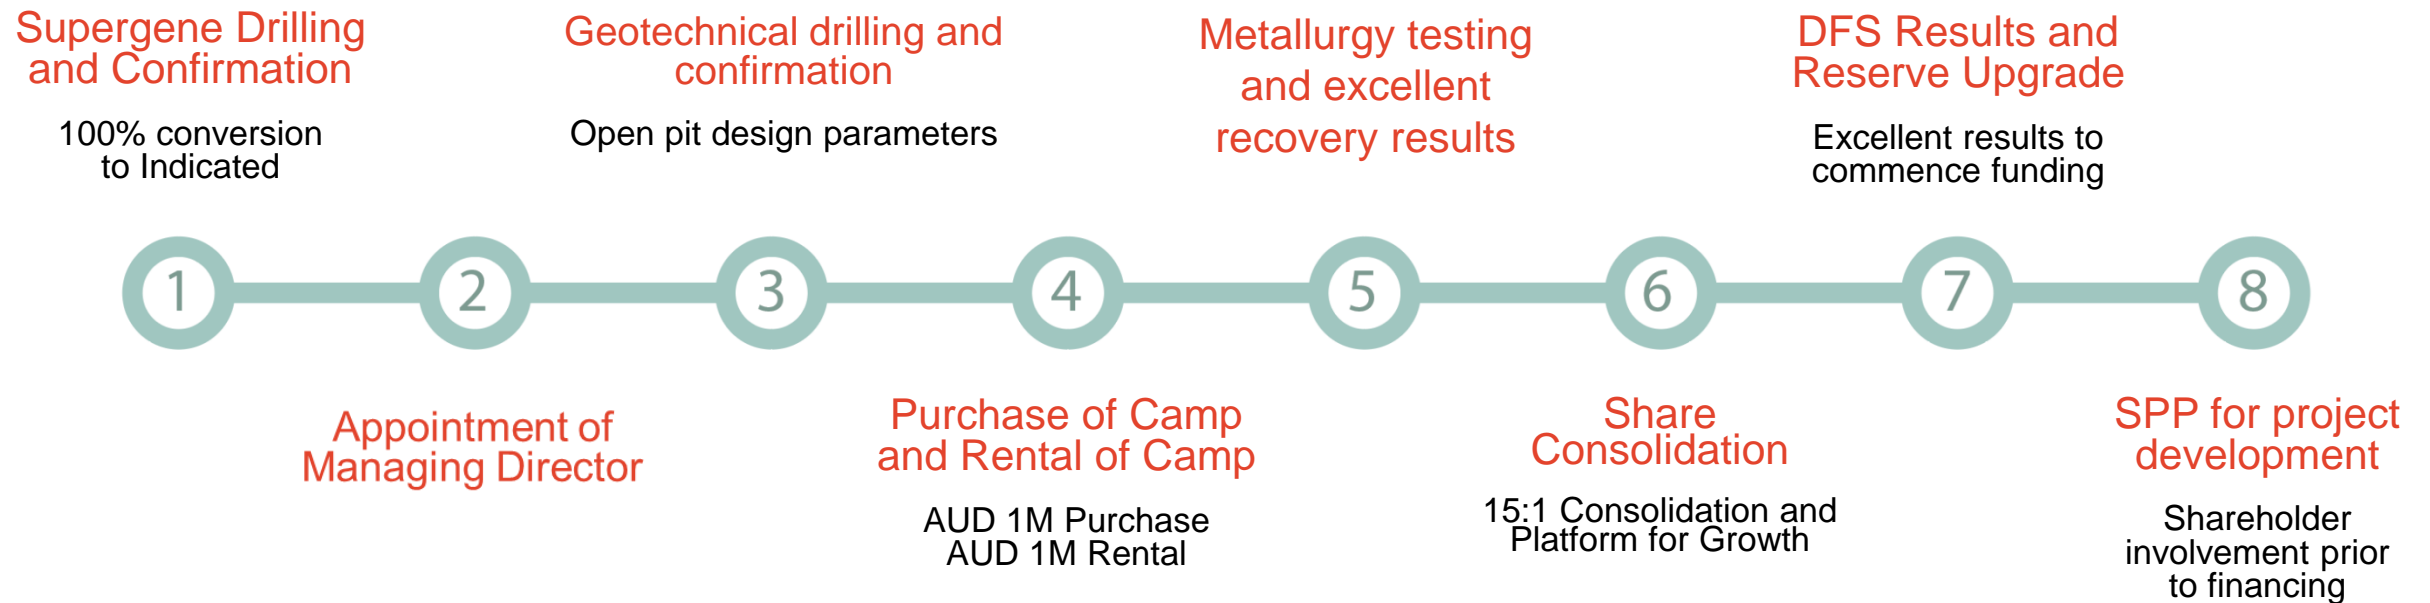 Supergene Drilling
and Confirmation
100% conversion
to Indicated
Geotechnical drilling and
confirmation
Open pit design parameters
Metallurgy testing
and excellent
recovery results
DFS Results and
Reserve Upgrade
Excellent results to
commence funding
1
2
3
4
5
6
7
8
Appointment of
Managing Director
Purchase of Camp
and Rental of Camp
AUD 1M Purchase
AUD 1M Rental
Share
Consolidation
15:1 Consolidation and
Platform for Growth
SPP for project
development
Shareholder
involvement prior
to financing